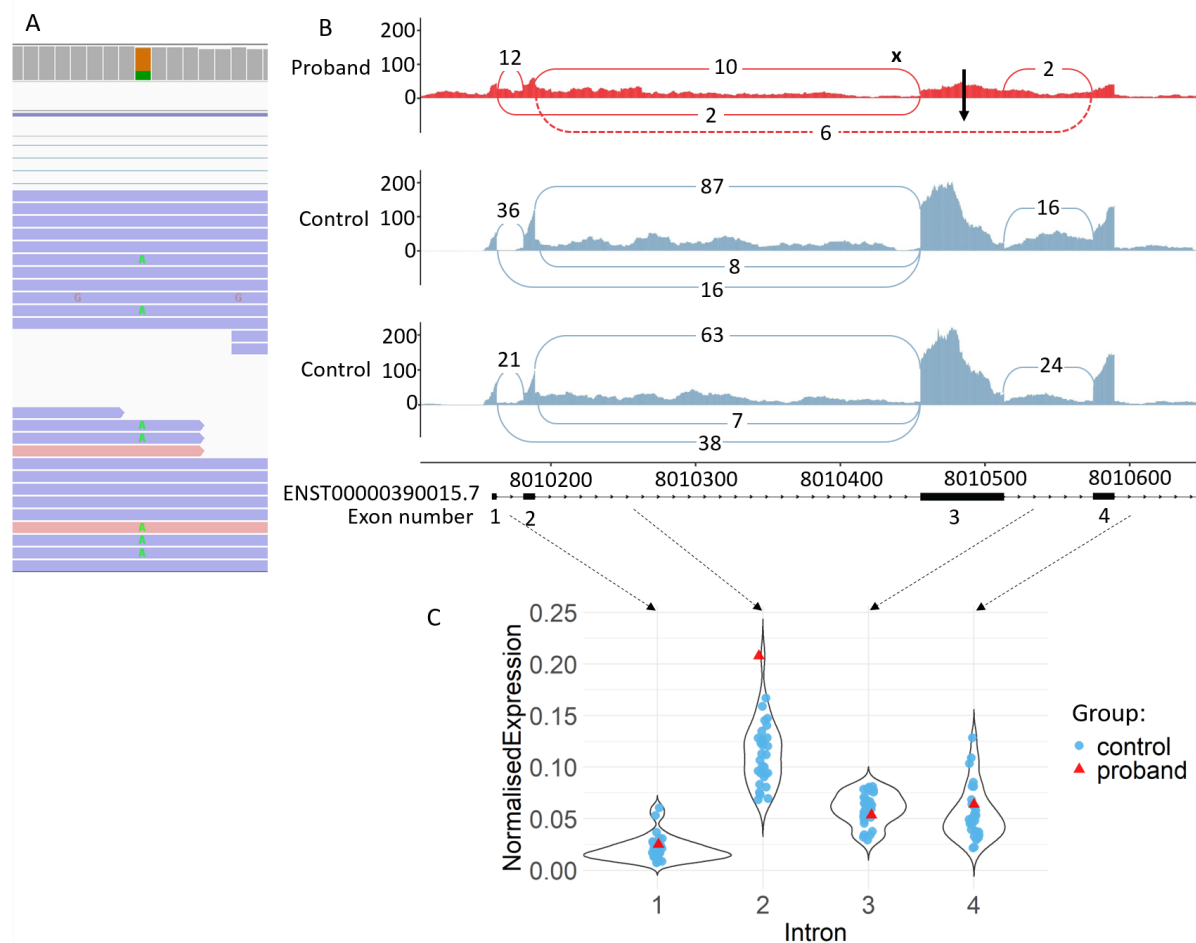 A
A
G
G
A
A
A
A
A
A
B
200
100
0
Proband
12
10
x
2
2
6
200
100
0
Control
36
87
16
8
16
200
100
0
Control
21
63
24
7
38
8010200 8010300 8010400 8010500 8010600
ENST00000390015.7
Exon number 1 2 3 4
C
NormalisedExpression
0.25
0.20
0.15
0.10
0.05
0.00
1 2 3 4
Intron
Group:
control
proband